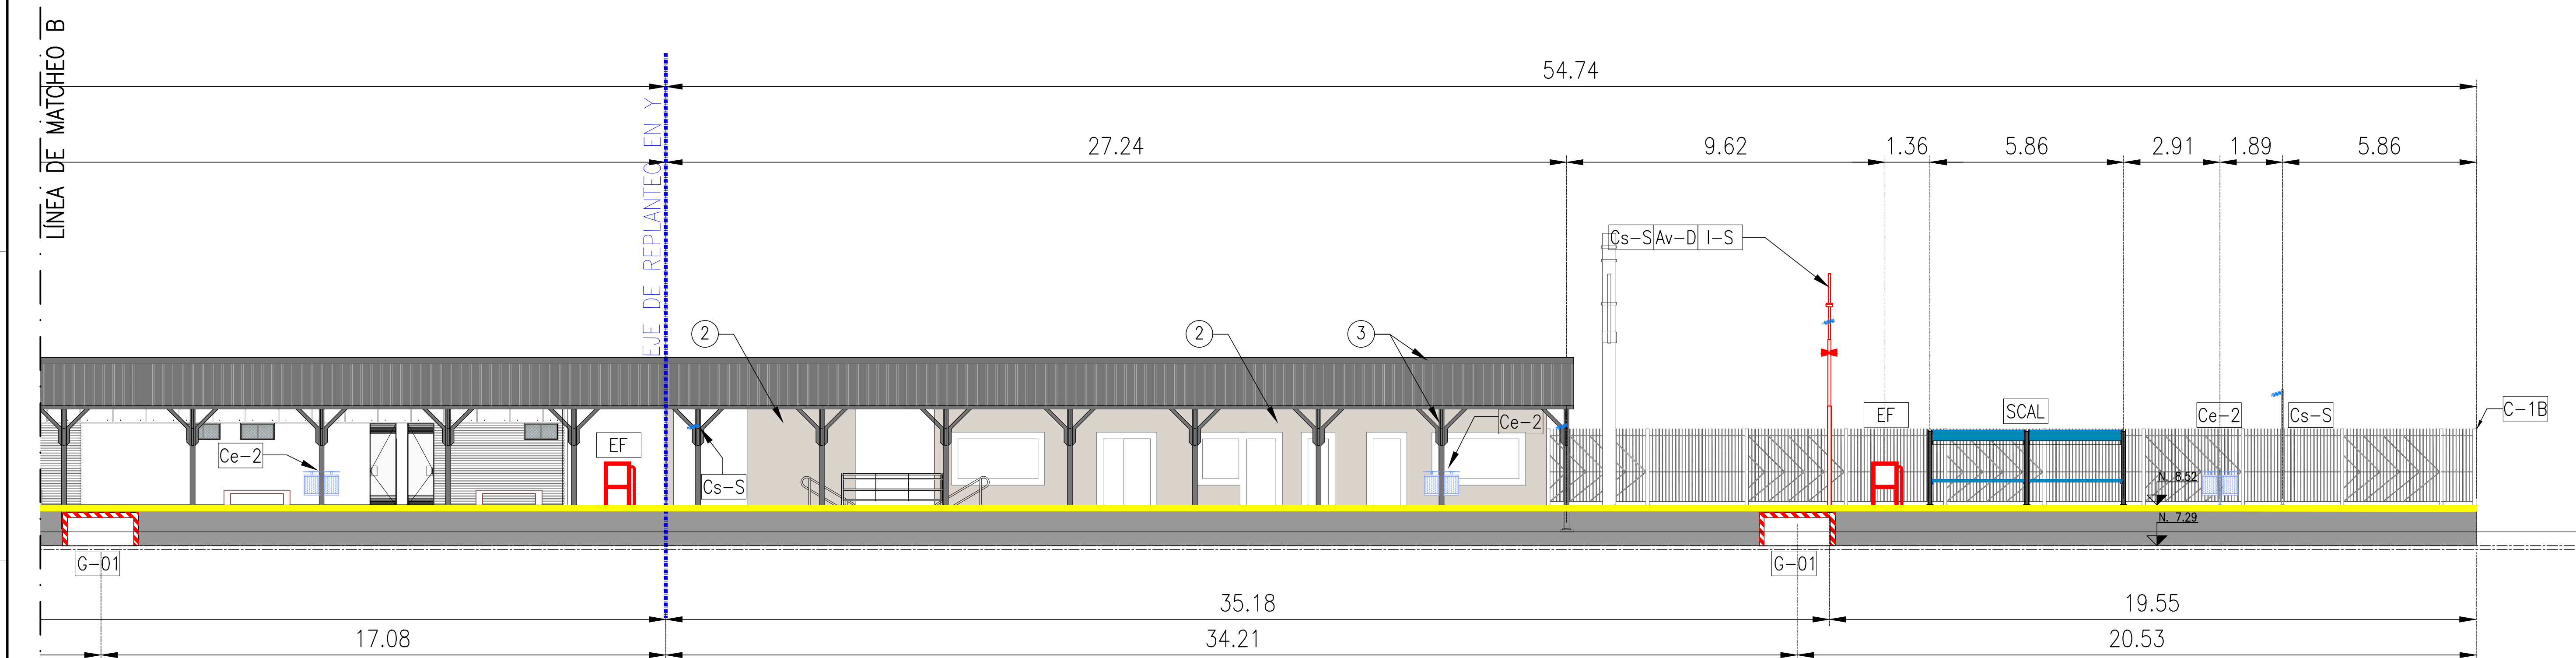 LÍNEA DE MATCHEO B
EJE DE REPLANTEO EN Y
54.74
27.24
9.62
1.36
5.86
2.91
1.89
5.86
Cs-S Av-D I-S
2
2
3
EF
SCAL
Ce-2
Cs-S
C-1B
Ce-2
EF
Cs-S
Ce-2
N. 8.52
N. 7.29
G-01
G-01
35.18
19.55
17.08
34.21
20.53